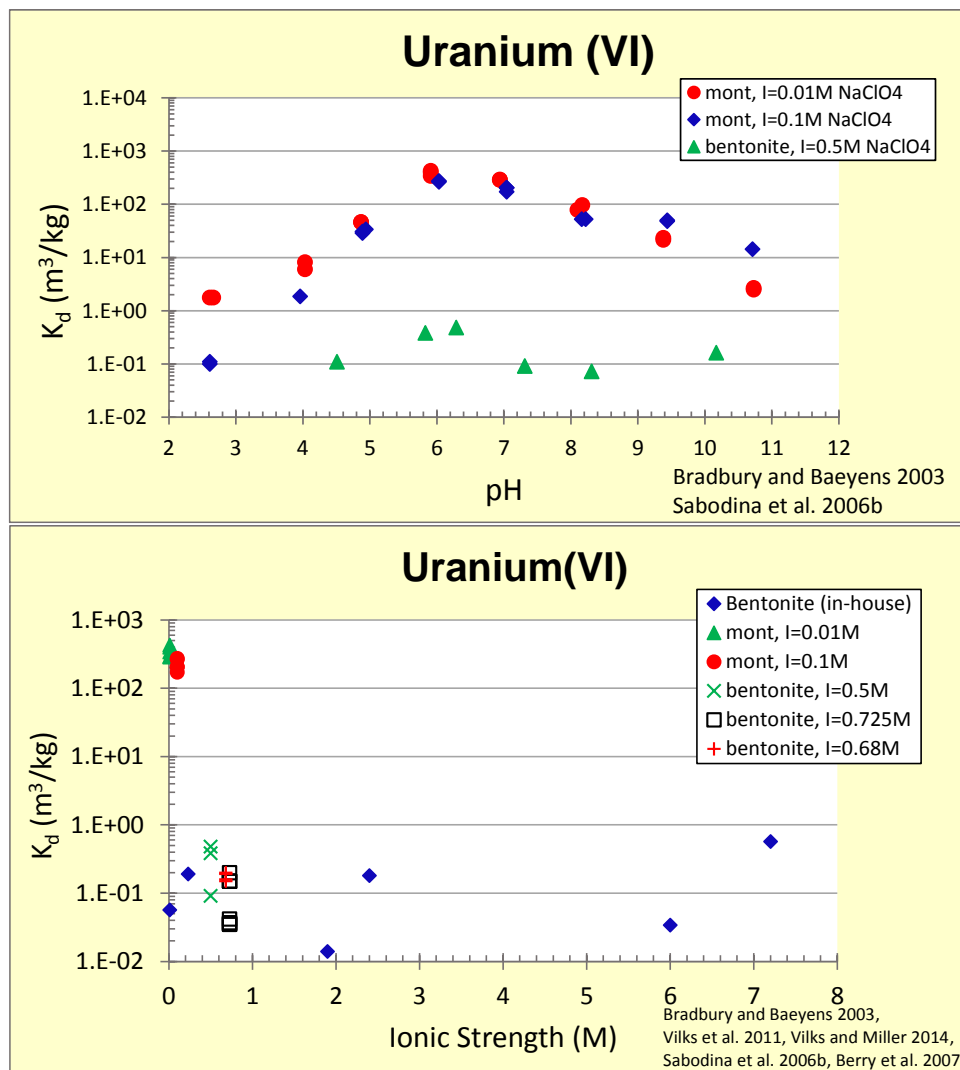 Uranium (VI)
1.E+04
1.E+03
1.E+02
1.E+01
1.E+00
1.E-01
1.E-02
K_d (m³/kg)
mont, I=0.01M NaClO4
mont, I=0.1M NaClO4
bentonite, I=0.5M NaClO4
2 3 4 5 6 7 8 9 10 11 12
pH
Bradbury and Baeyens 2003
Sabodina et al. 2006b
Uranium(VI)
1.E+03
1.E+02
1.E+01
1.E+00
1.E-01
1.E-02
K_d (m³/kg)
Bentonite (in-house)
mont, I=0.01M
mont, I=0.1M
bentonite, I=0.5M
bentonite, I=0.725M
bentonite, I=0.68M
0 1 2 3 4 5 6 7 8
Ionic Strength (M)
Bradbury and Baeyens 2003,
Vilks et al. 2011, Vilks and Miller 2014,
Sabodina et al. 2006b, Berry et al. 2007